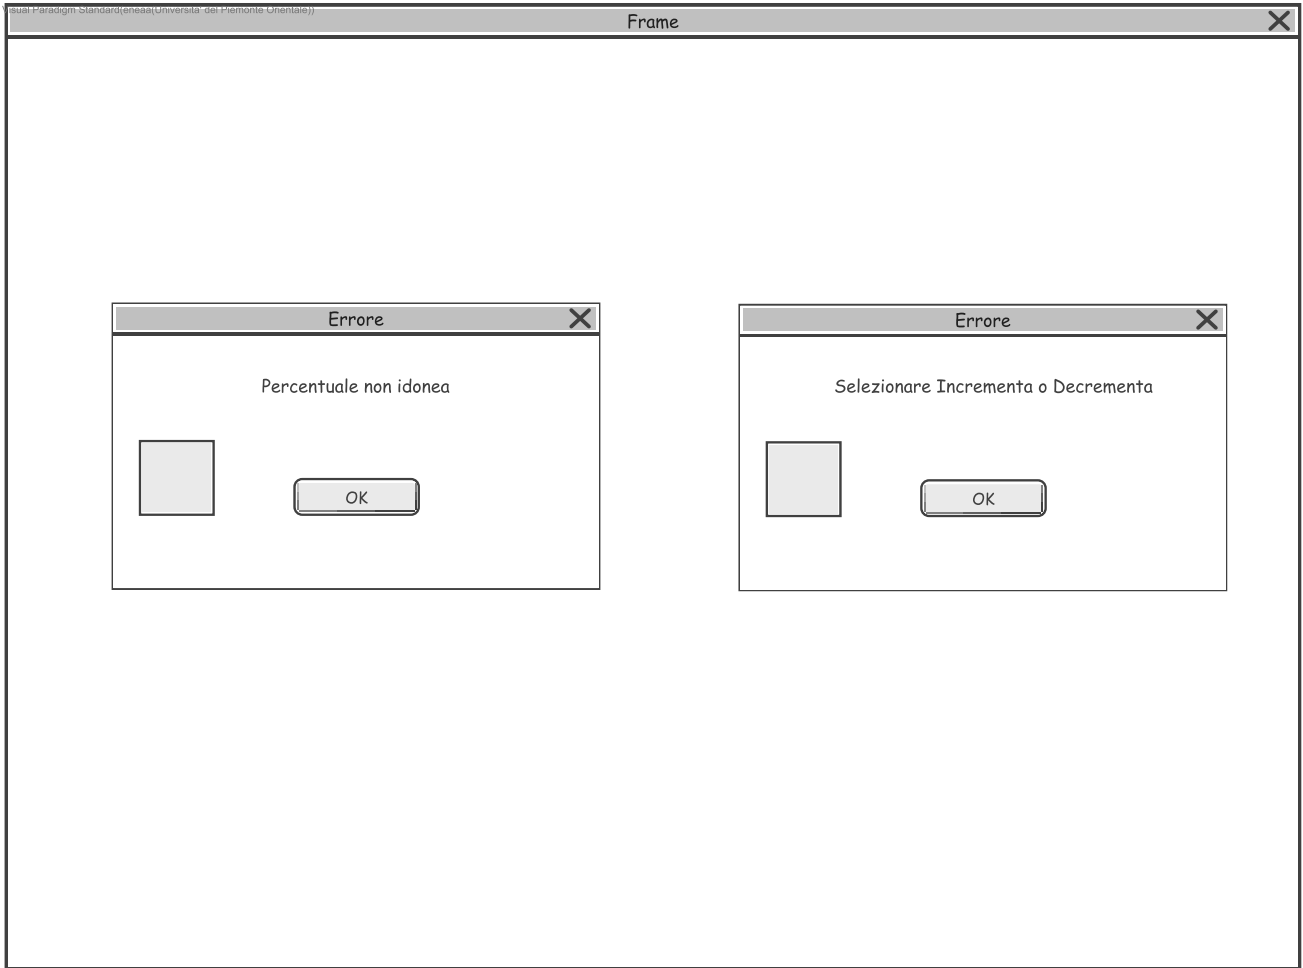 Visual Paradigm Standard(eneaa(Universita' del Piemonte Orientale))
Frame
Errore
Percentuale non idonea
OK
Errore
Selezionare Incrementa o Decrementa
OK